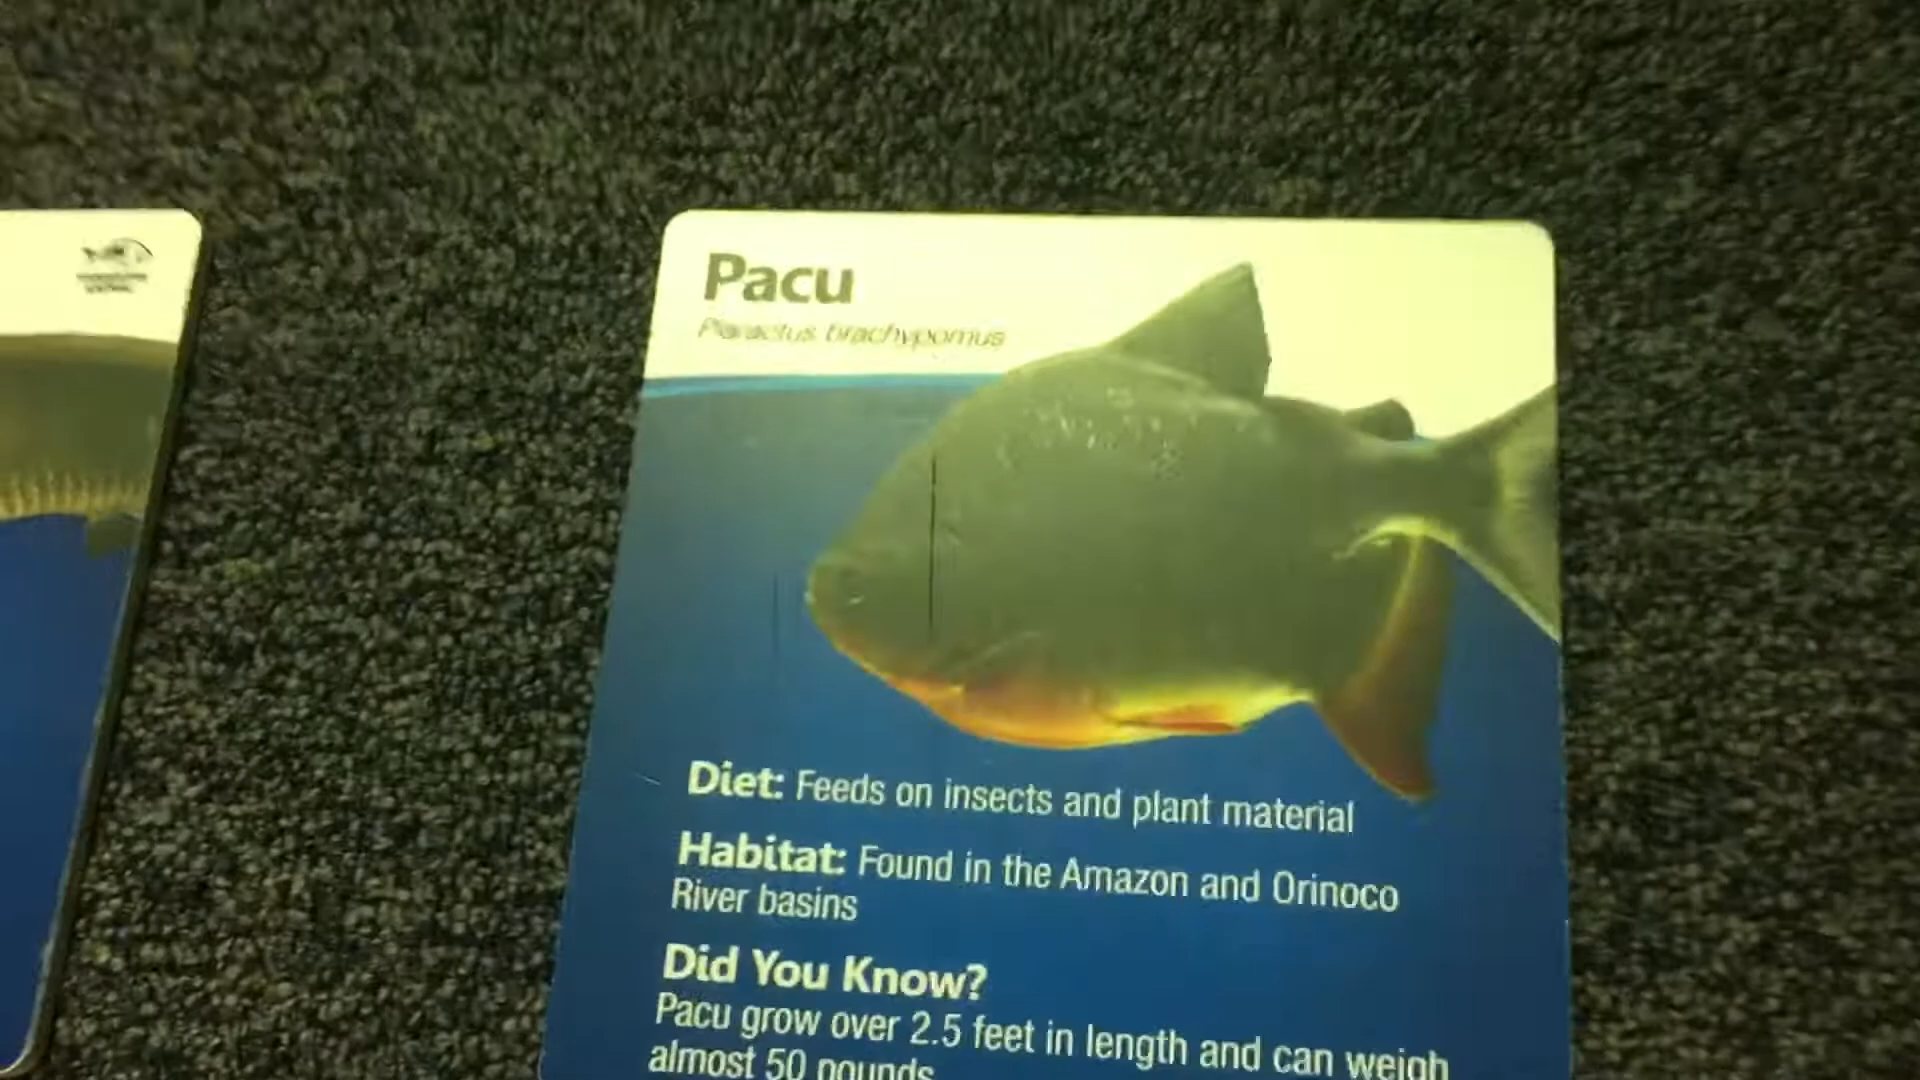 Pacu
Piaractus brachypomus
Diet: Feeds on insects and plant material
Habitat: Found in the Amazon and Orinoco
River basins
Did You Know?
Pacu grow over 2.5 feet in length and can weigh
almost 50 pounds